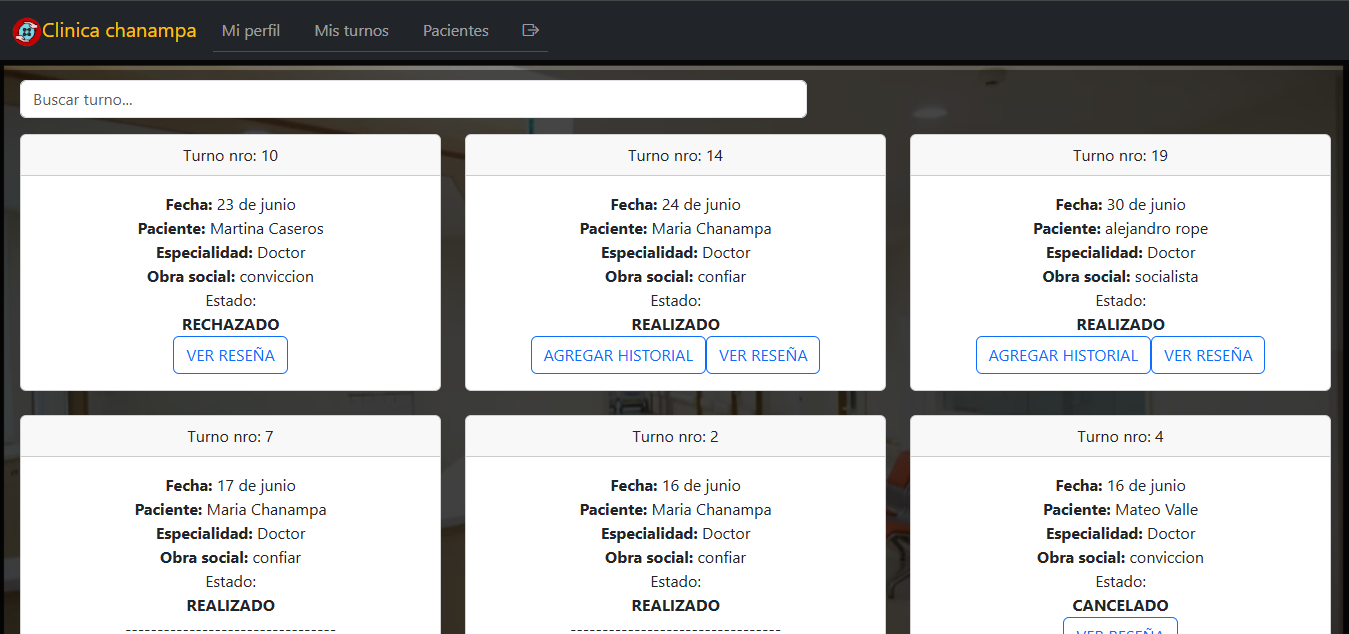 Clinica chanampa
Mi perfil
Mis turnos
Pacientes
Buscar turno...
Turno nro: 10
Fecha: 23 de junio
Paciente: Martina Caseros
Especialidad: Doctor
Obra social: conviccion
Estado:
RECHAZADO
VER RESEÑA
Turno nro: 14
Fecha: 24 de junio
Paciente: Maria Chanampa
Especialidad: Doctor
Obra social: confiar
Estado:
REALIZADO
AGREGAR HISTORIAL VER RESEÑA
Turno nro: 19
Fecha: 30 de junio
Paciente: alejandro rope
Especialidad: Doctor
Obra social: socialista
Estado:
REALIZADO
AGREGAR HISTORIAL VER RESEÑA
Turno nro: 7
Fecha: 17 de junio
Paciente: Maria Chanampa
Especialidad: Doctor
Obra social: confiar
Estado:
REALIZADO
---------------------------------
Turno nro: 2
Fecha: 16 de junio
Paciente: Maria Chanampa
Especialidad: Doctor
Obra social: confiar
Estado:
REALIZADO
---------------------------------
Turno nro: 4
Fecha: 16 de junio
Paciente: Mateo Valle
Especialidad: Doctor
Obra social: conviccion
Estado:
CANCELADO
VER RESEÑA